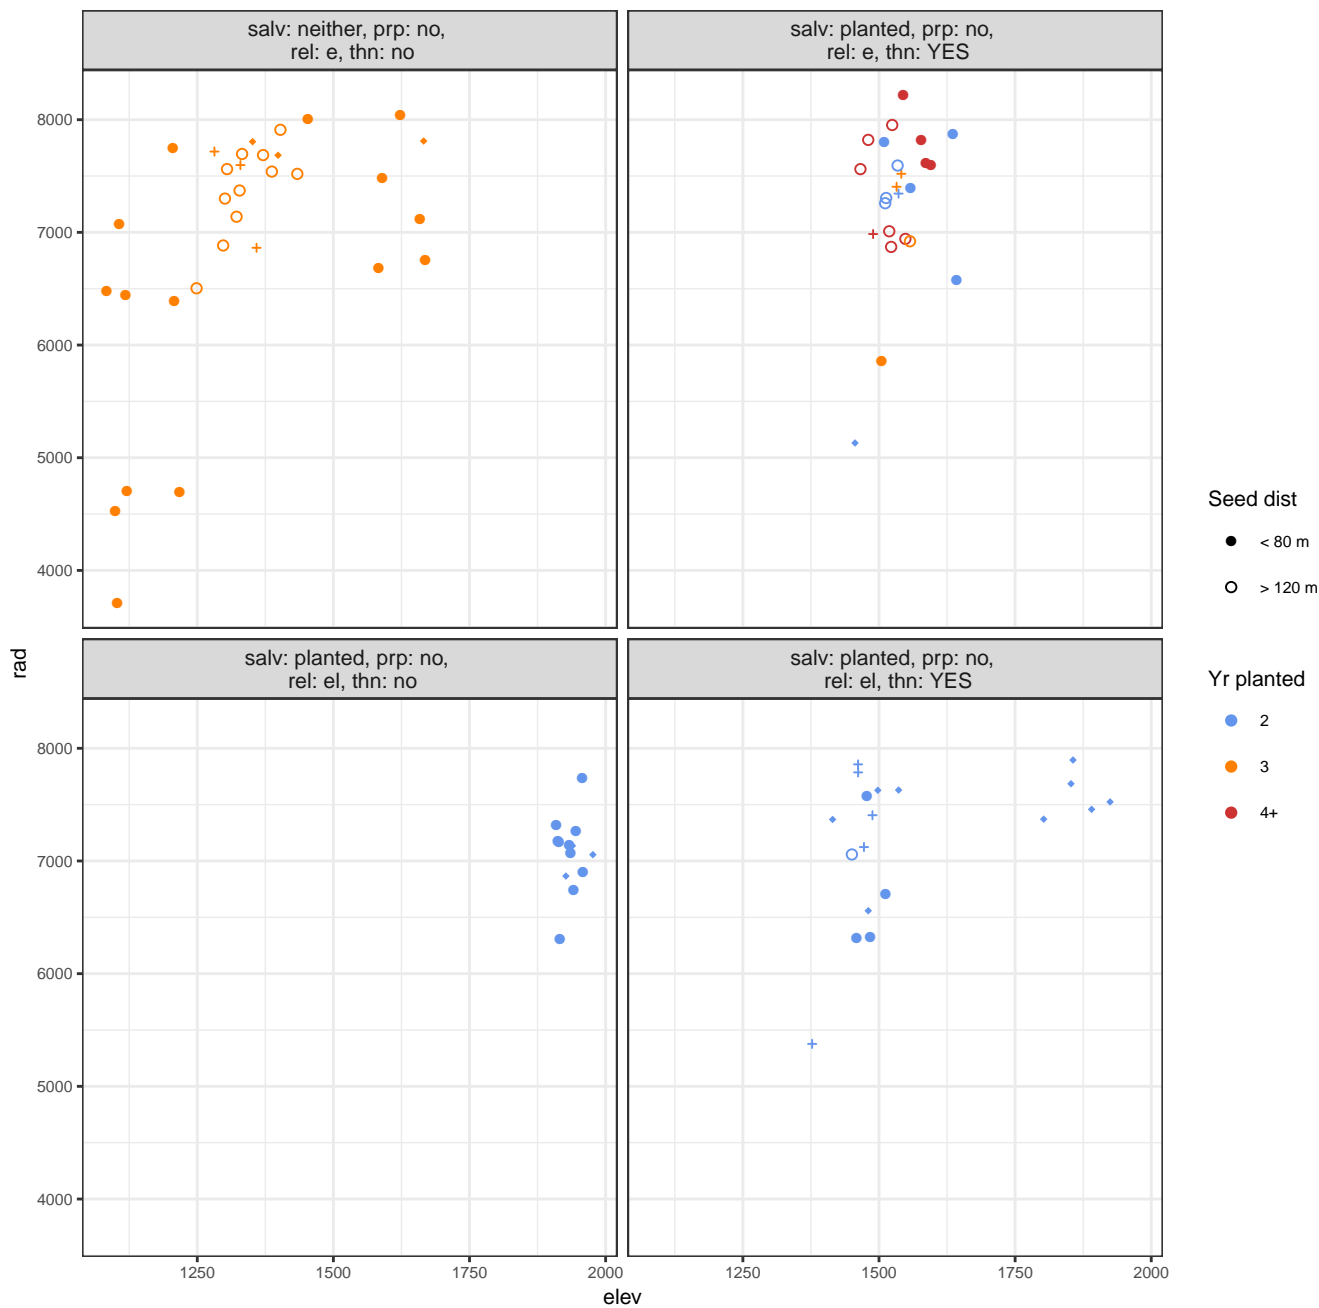 salv: neither, prp: no,
rel: e, thn: no
salv: planted, prp: no,
rel: e, thn: YES
8000
7000
6000
5000
4000
salv: planted, prp: no,
rel: el, thn: no
salv: planted, prp: no,
rel: el, thn: YES
8000
7000
6000
5000
4000
rad
1250
1500
1750
2000
1250
1500
1750
2000
elev
Seed dist
< 80 m
> 120 m
Yr planted
2
3
4+